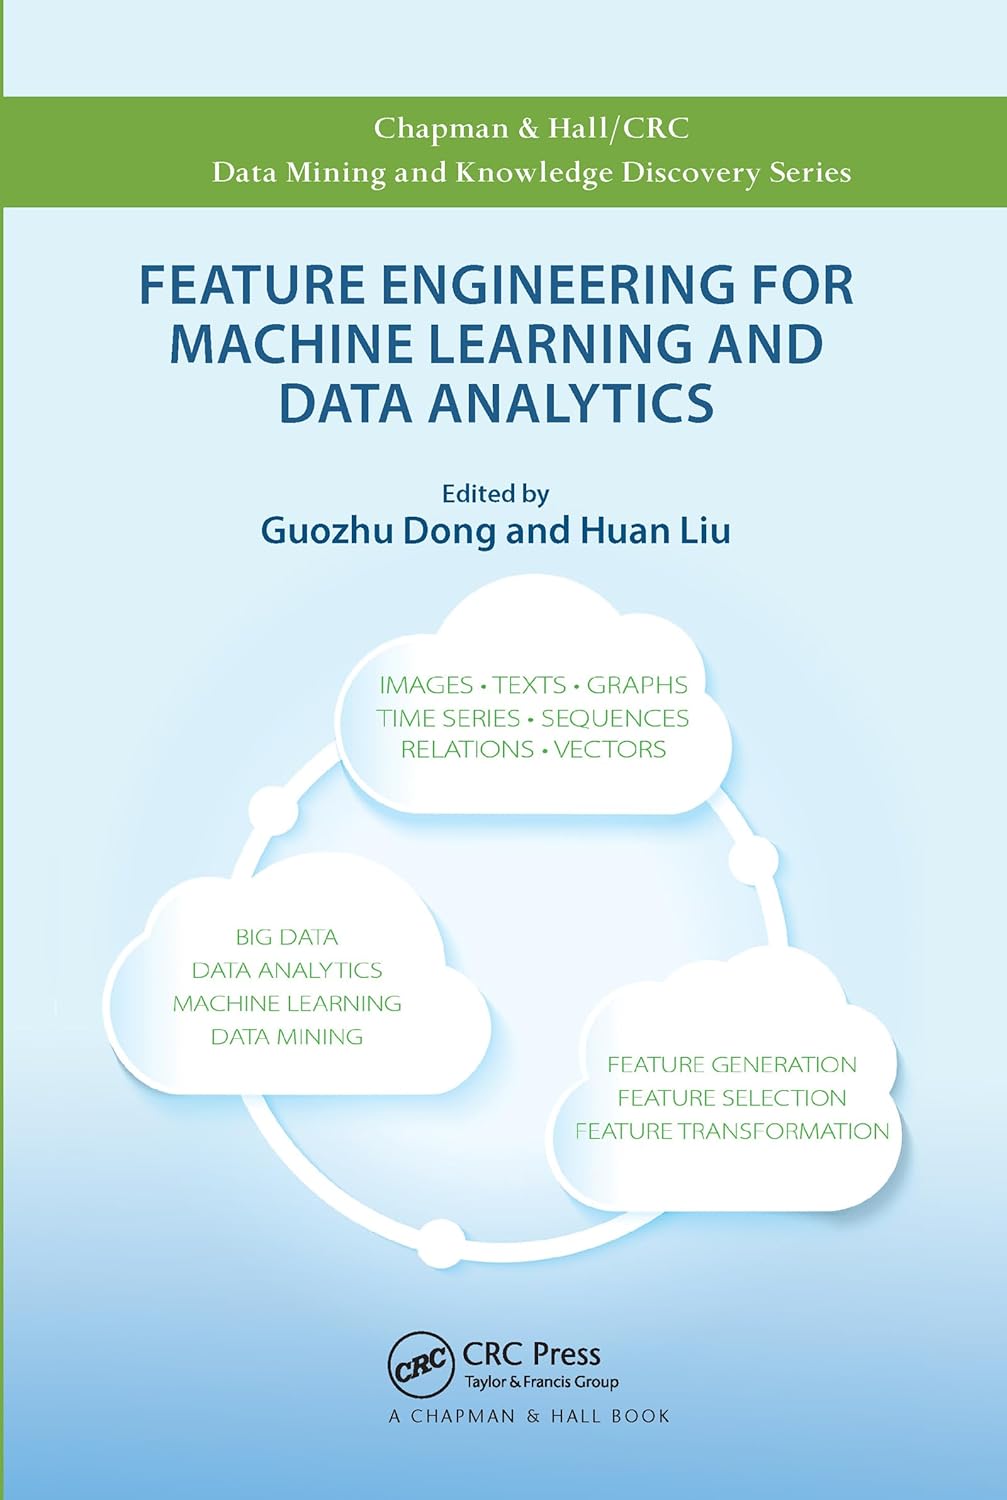 Chapman & Hall/CRC
Data Mining and Knowledge Discovery Series
FEATURE ENGINEERING FOR
MACHINE LEARNING AND
DATA ANALYTICS
Edited by
Guozhu Dong and Huan Liu
IMAGES • TEXTS • GRAPHS
TIME SERIES • SEQUENCES
RELATIONS • VECTORS
BIG DATA
DATA ANALYTICS
MACHINE LEARNING
DATA MINING
FEATURE GENERATION
FEATURE SELECTION
FEATURE TRANSFORMATION
CRC
CRC Press
Taylor & Francis Group
A CHAPMAN & HALL BOOK